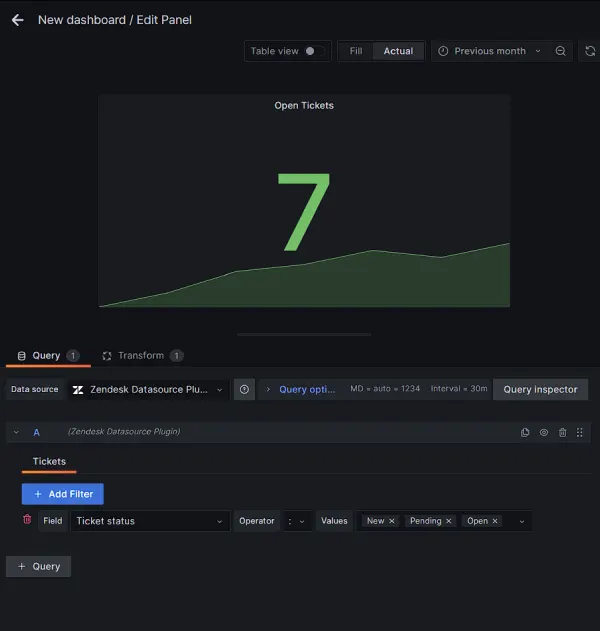 New dashboard / Edit Panel
Table view Fill Actual Previous month
Open Tickets
7
Query 1 Transform 1
Data source Zendesk Datasource Plu... Query opti... MD = auto = 1234 Interval = 30m Query inspector
A (Zendesk Datasource Plugin)
Tickets
+ Add Filter
Field Ticket status Operator : Values New × Pending × Open ×
+ Query